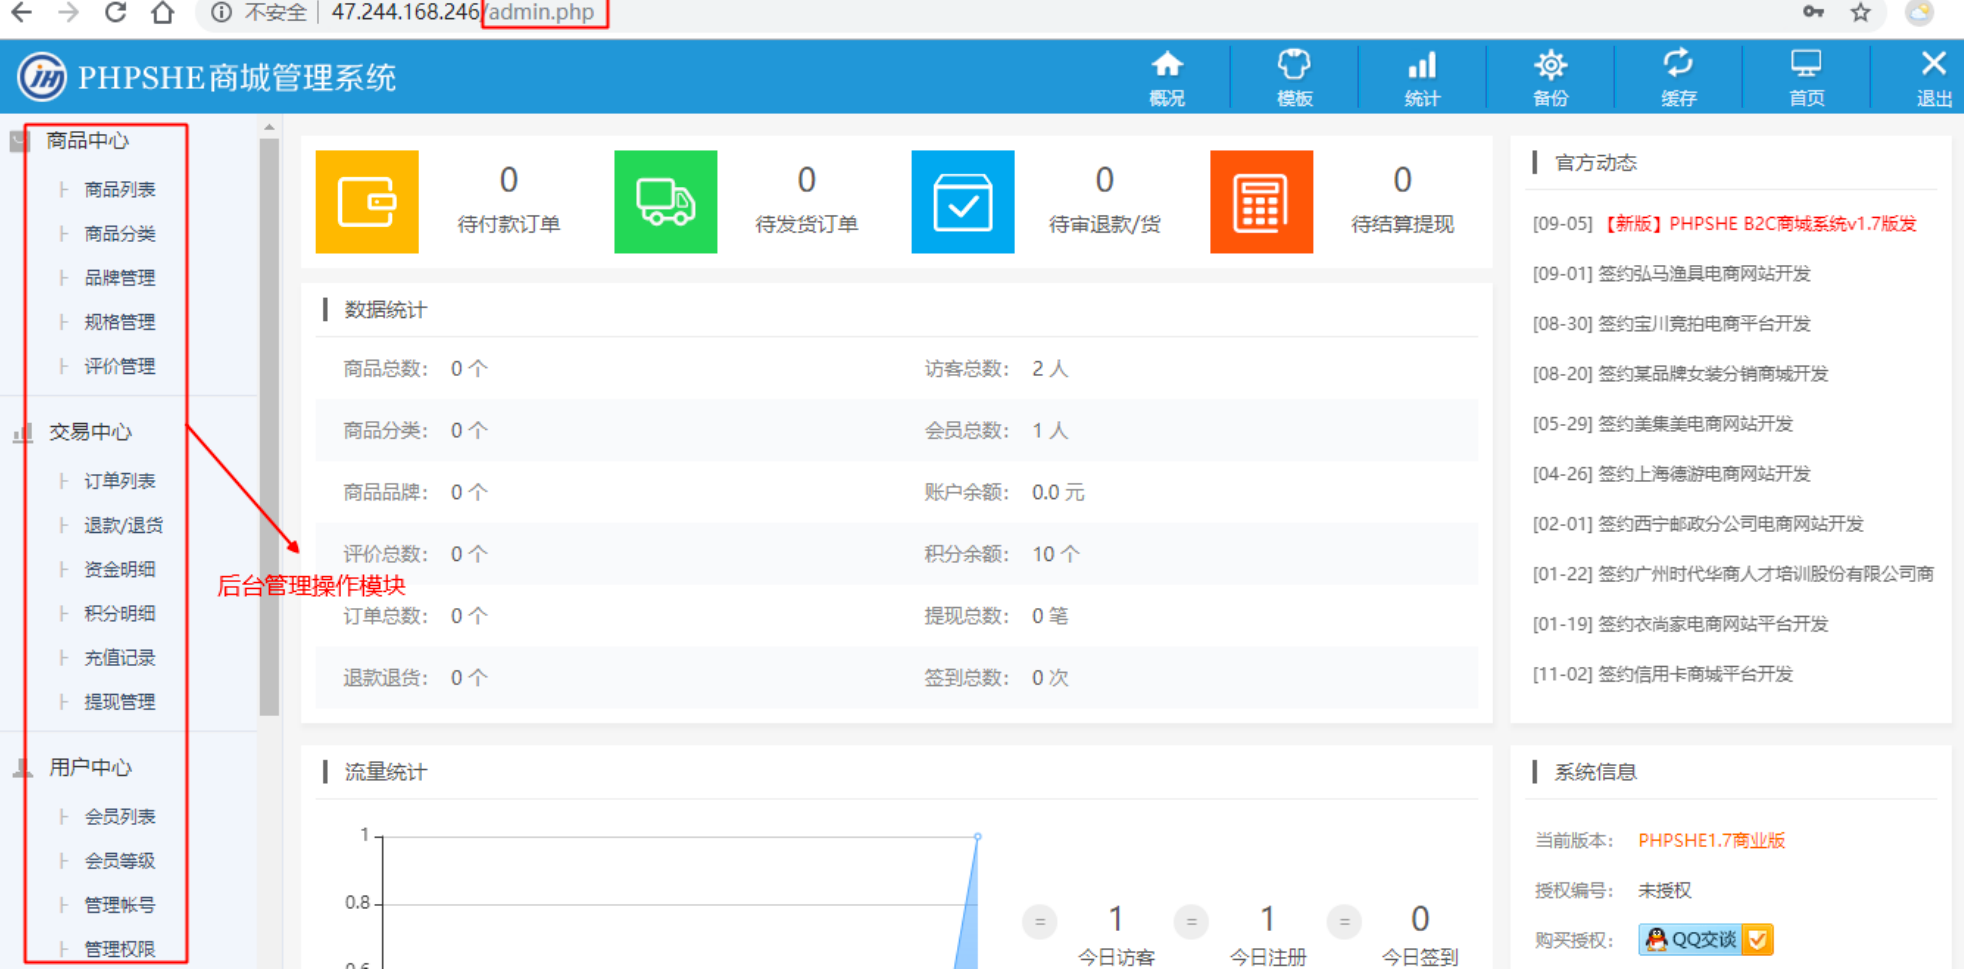 不安全 47.244.168.246/admin.php
PHPSHE商城管理系统
概况 模板 统计 备份 缓存 首页 退出
商品中心
├ 商品列表
├ 商品分类
├ 品牌管理
├ 规格管理
├ 评价管理
交易中心
├ 订单列表
├ 退款/退货
├ 资金明细
├ 积分明细
├ 充值记录
├ 提现管理
用户中心
├ 会员列表
├ 会员等级
├ 管理帐号
├ 管理权限
后台管理操作模块
0
待付款订单
0
待发货订单
0
待审退款/货
0
待结算提现
数据统计
商品总数: 0 个 访客总数: 2 人
商品分类: 0 个 会员总数: 1 人
商品品牌: 0 个 账户余额: 0.0 元
评价总数: 0 个 积分余额: 10 个
订单总数: 0 个 提现总数: 0 笔
退款退货: 0 个 签到总数: 0 次
流量统计
1
0.8
0.6
= 1 = 1 = 0
今日访客 今日注册 今日签到
官方动态
[09-05] 【新版】PHPSHE B2C商城系统v1.7版发
[09-01] 签约弘马渔具电商网站开发
[08-30] 签约宝川竞拍电商平台开发
[08-20] 签约某品牌女装分销商城开发
[05-29] 签约美集美电商网站开发
[04-26] 签约上海德游电商网站开发
[02-01] 签约西宁邮政分公司电商网站开发
[01-22] 签约广州时代华商人才培训股份有限公司商
[01-19] 签约衣尚家电商网站平台开发
[11-02] 签约信用卡商城平台开发
系统信息
当前版本: PHPSHE1.7商业版
授权编号: 未授权
购买授权: QQ交谈